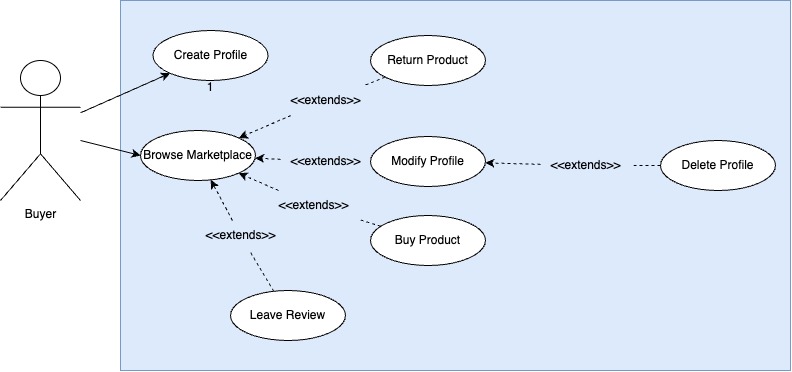 Create Profile
1
Return Product
<<extends>>
Browse Marketplace
<<extends>>
Modify Profile
<<extends>>
Delete Profile
<<extends>>
Buy Product
Buyer
<<extends>>
Leave Review